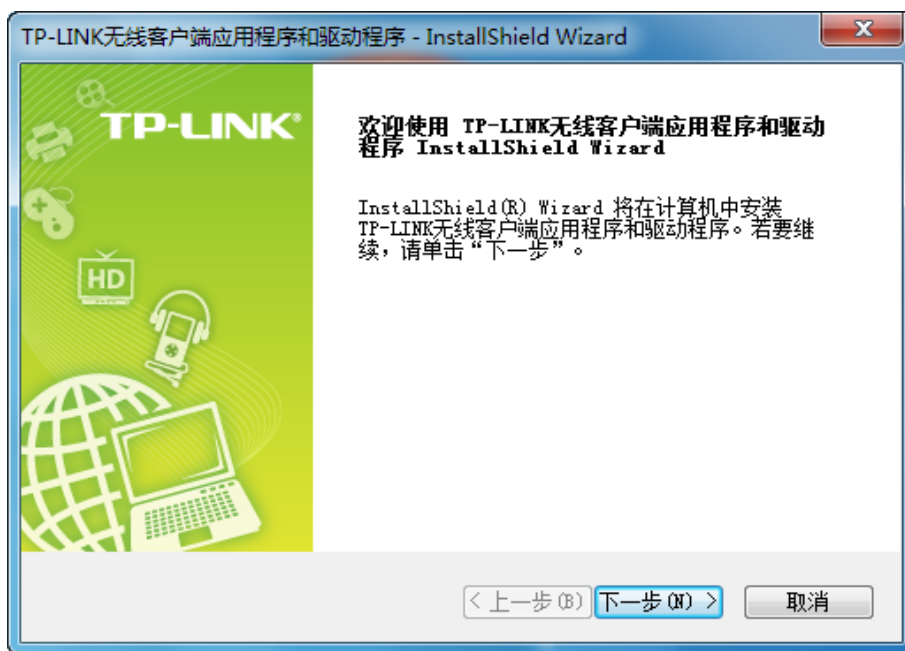 TP-LINK无线客户端应用程序和驱动程序 - InstallShield Wizard
TP-LINK®
欢迎使用 TP-LINK无线客户端应用程序和驱动
程序 InstallShield Wizard
InstallShield(R) Wizard 将在计算机中安装
TP-LINK无线客户端应用程序和驱动程序。若要继
续，请单击“下一步”。
HD
< 上一步(B) 下一步(N) > 取消